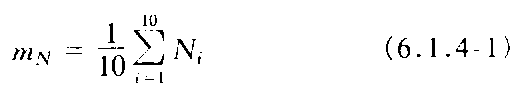 m_N = \frac{1}{10} \sum_{i=1}^{10} N_i (6.1.4-1)